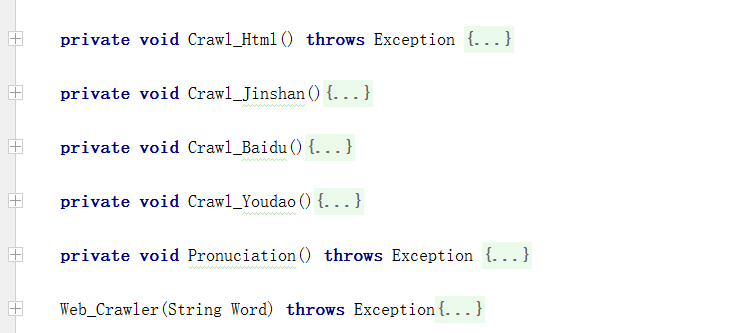 private void Crawl_Html() throws Exception {...}
private void Crawl_Jinshan(){...}
private void Crawl_Baidu(){...}
private void Crawl_Youdao(){...}
private void Pronuciation() throws Exception {...}
Web_Crawler(String Word) throws Exception{...}